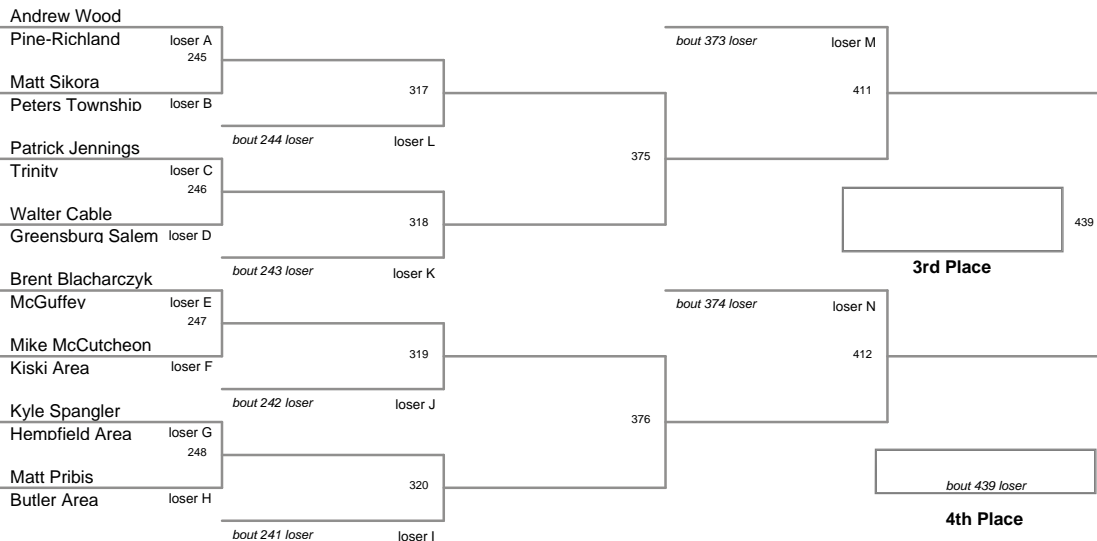 Andrew Wood
Pine-Richland loser A
245
Matt Sikora
Peters Township loser B
317
bout 244 loser loser L
Patrick Jennings
Trinity loser C
246
Walter Cable
Greensburg Salem loser D
318
bout 243 loser loser K
375
bout 373 loser loser M
411
439
3rd Place
Brent Blacharczyk
McGuffey loser E
247
Mike McCutcheon
Kiski Area loser F
319
bout 242 loser loser J
Kyle Spangler
Hempfield Area loser G
248
Matt Pribis
Butler Area loser H
320
bout 241 loser loser I
376
bout 374 loser loser N
412
bout 439 loser
4th Place